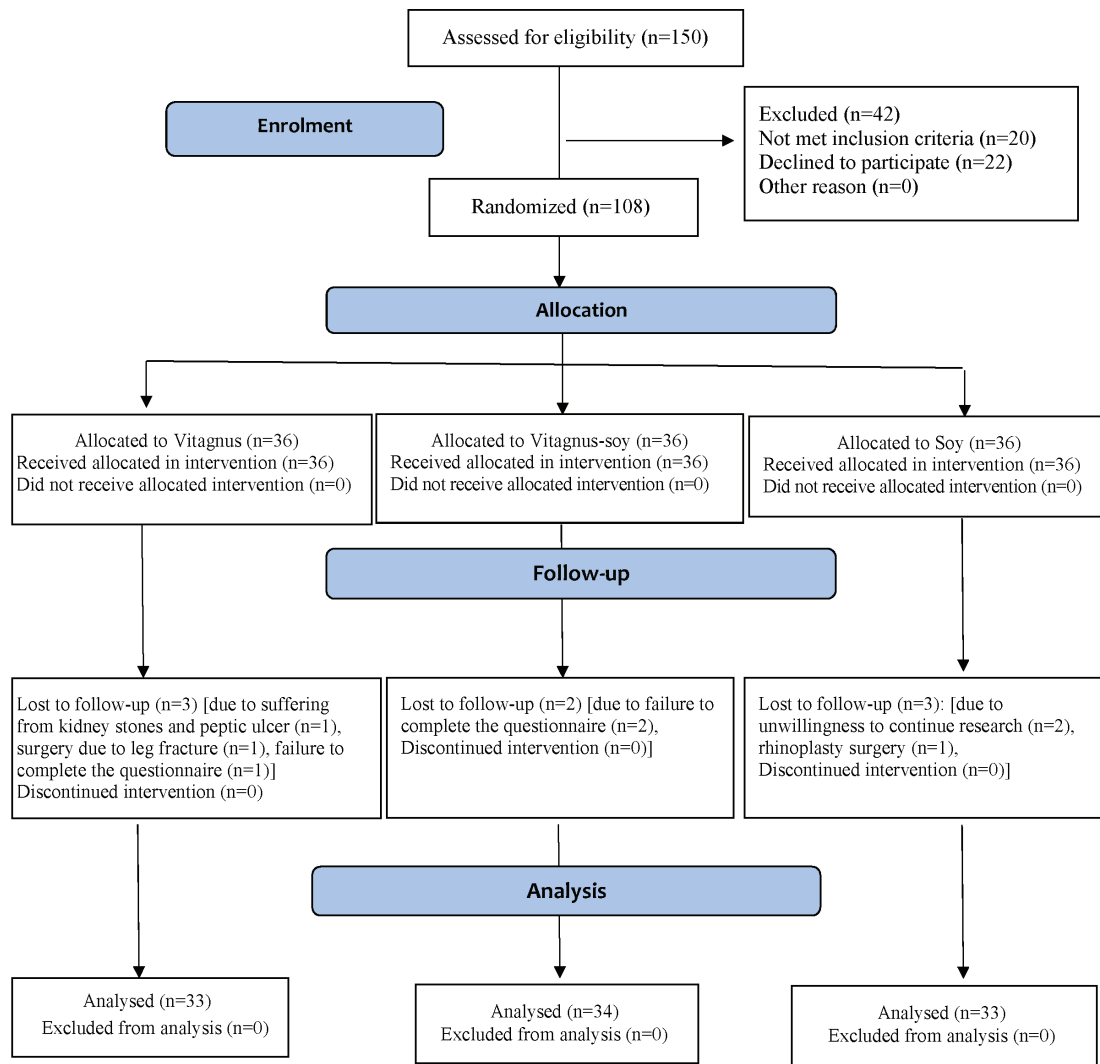 Assessed for eligibility (n=150)
Enrolment
Excluded (n=42)
Not met inclusion criteria (n=20)
Declined to participate (n=22)
Other reason (n=0)
Randomized (n=108)
Allocation
Allocated to Vitagnus (n=36)
Received allocated in intervention (n=36)
Did not receive allocated intervention (n=0)
Allocated to Vitagnus-soy (n=36)
Received allocated in intervention (n=36)
Did not receive allocated intervention (n=0)
Allocated to Soy (n=36)
Received allocated in intervention (n=36)
Did not receive allocated intervention (n=0)
Follow-up
Lost to follow-up (n=3) [due to suffering
from kidney stones and peptic ulcer (n=1),
surgery due to leg fracture (n=1), failure to
complete the questionnaire (n=1)]
Discontinued intervention (n=0)
Lost to follow-up (n=2) [due to failure to
complete the questionnaire (n=2),
Discontinued intervention (n=0)]
Lost to follow-up (n=3): [due to
unwillingness to continue research (n=2),
rhinoplasty surgery (n=1),
Discontinued intervention (n=0)]
Analysis
Analysed (n=33)
Excluded from analysis (n=0)
Analysed (n=34)
Excluded from analysis (n=0)
Analysed (n=33)
Excluded from analysis (n=0)